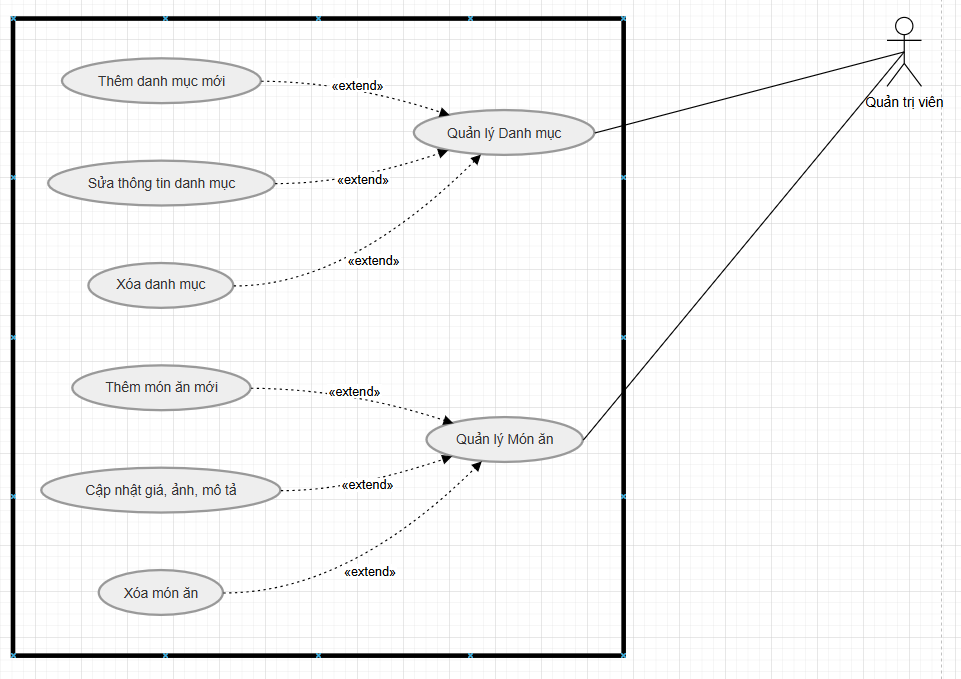 Quản trị viên
Thêm danh mục mới
«extend»
Quản lý Danh mục
Sửa thông tin danh mục
«extend»
Xóa danh mục
«extend»
Thêm món ăn mới
«extend»
Quản lý Món ăn
Cập nhật giá, ảnh, mô tả
«extend»
Xóa món ăn
«extend»